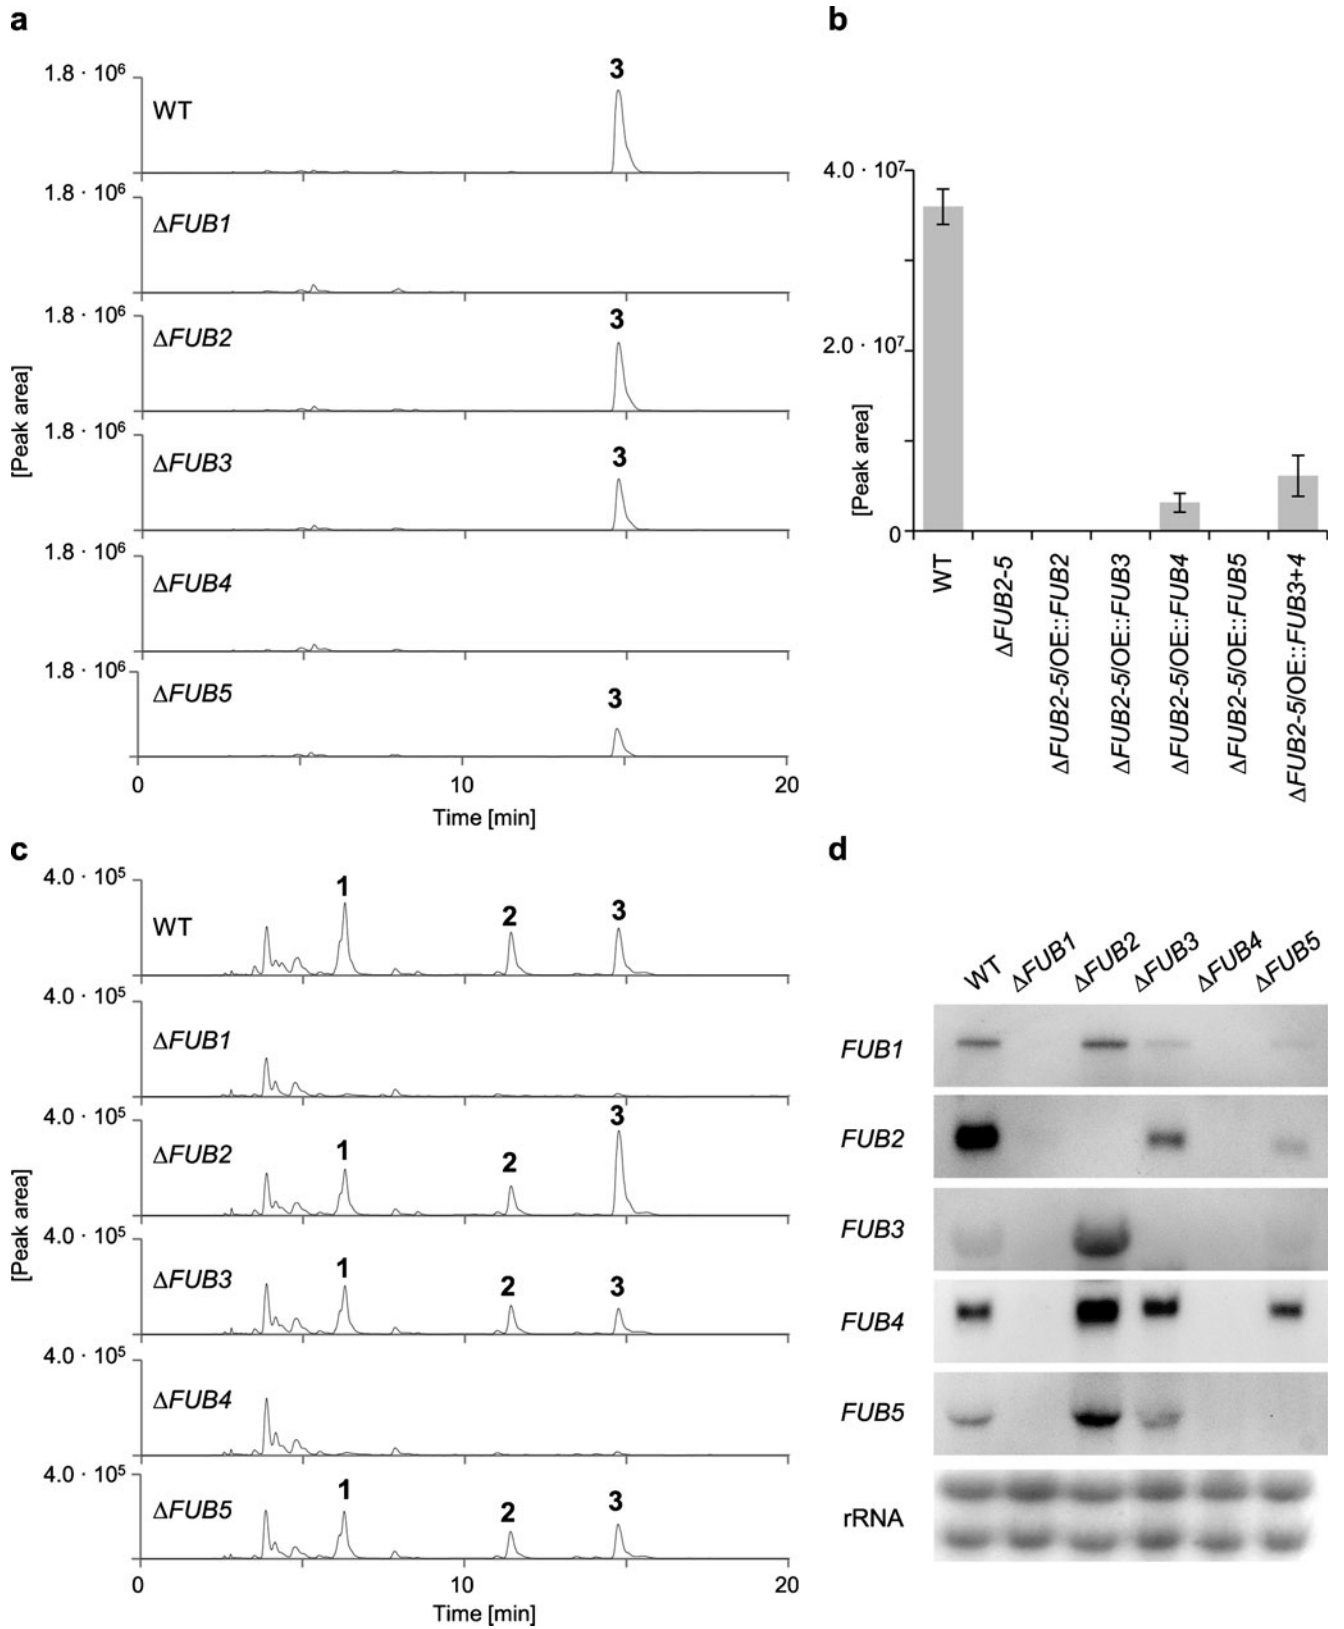 a
1.8 · 10⁶
WT
3
1.8 · 10⁶
ΔFUB1
1.8 · 10⁶
ΔFUB2
3
1.8 · 10⁶
ΔFUB3
3
1.8 · 10⁶
ΔFUB4
1.8 · 10⁶
ΔFUB5
3
[Peak area]
0
10
20
Time [min]
b
4.0 · 10⁷
2.0 · 10⁷
0
[Peak area]
WT
ΔFUB2-5
ΔFUB2-5/OE::FUB2
ΔFUB2-5/OE::FUB3
ΔFUB2-5/OE::FUB4
ΔFUB2-5/OE::FUB5
ΔFUB2-5/OE::FUB3+4
c
4.0 · 10⁵
WT
1 2 3
4.0 · 10⁵
ΔFUB1
4.0 · 10⁵
ΔFUB2
1 2 3
4.0 · 10⁵
ΔFUB3
1 2 3
4.0 · 10⁵
ΔFUB4
4.0 · 10⁵
ΔFUB5
1 2 3
[Peak area]
0
10
20
Time [min]
d
WT ΔFUB1 ΔFUB2 ΔFUB3 ΔFUB4 ΔFUB5
FUB1
FUB2
FUB3
FUB4
FUB5
rRNA